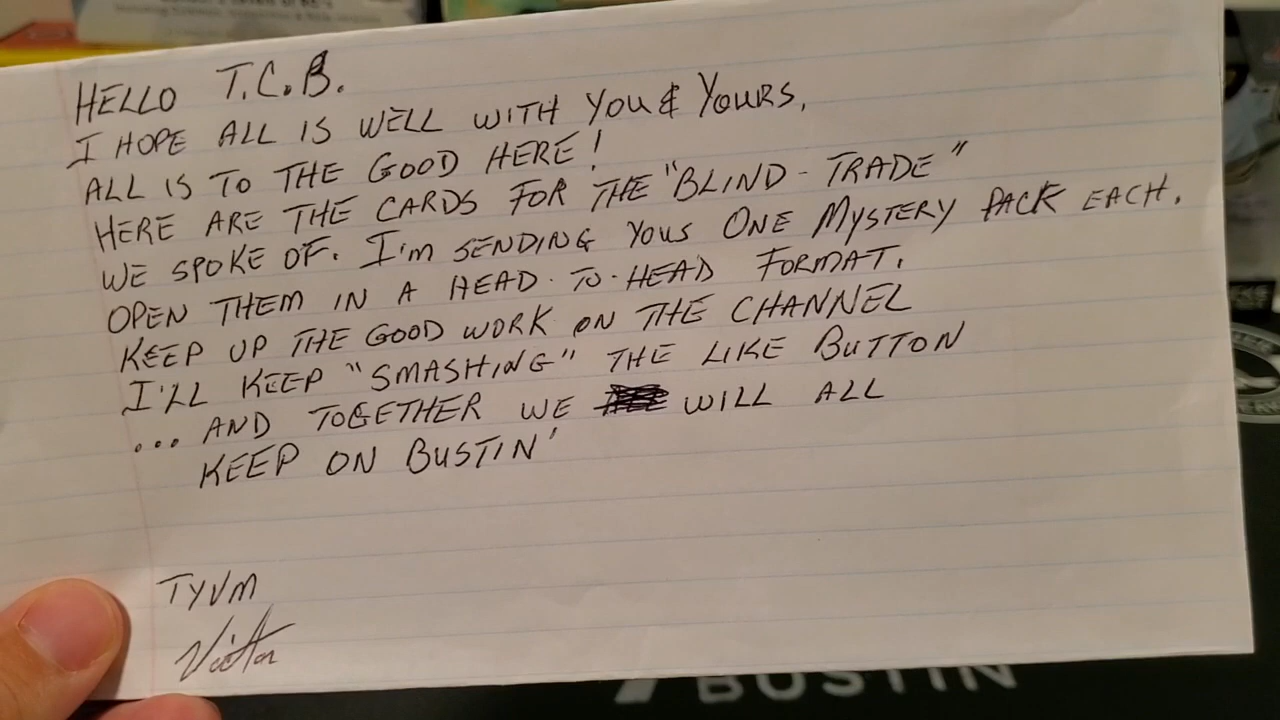 HELLO T.C.B.
I HOPE ALL IS WELL WITH YOU & YOURS,
ALL IS TO THE GOOD HERE!
HERE ARE THE CARDS FOR THE "BLIND - TRADE"
WE SPOKE OF. I'M SENDING YOUS ONE MYSTERY PACK EACH.
OPEN THEM IN A HEAD-TO-HEAD FORMAT.
KEEP UP THE GOOD WORK ON THE CHANNEL
I'LL KEEP "SMASHING" THE LIKE BUTTON
... AND TOGETHER WE WILL ALL
KEEP ON BUSTIN'
TYVM
Victor
BUSTIN